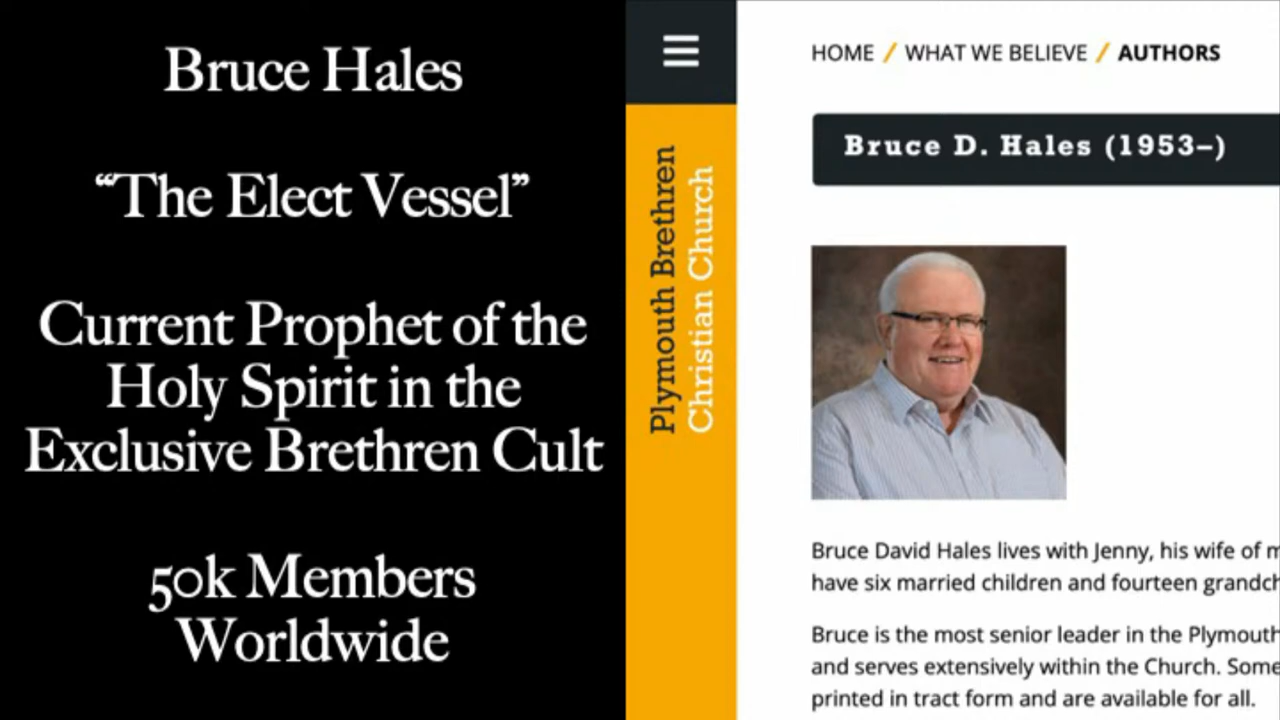 Bruce Hales
“The Elect Vessel”
Current Prophet of the
Holy Spirit in the
Exclusive Brethren Cult
50k Members
Worldwide
Plymouth Brethren
Christian Church
HOME / WHAT WE BELIEVE / AUTHORS
Bruce D. Hales (1953–)
Bruce David Hales lives with Jenny, his wife of
have six married children and fourteen
Bruce is the most senior leader in the Plymouth
and serves extensively within the Church. Some
printed in tract form and are available for all.